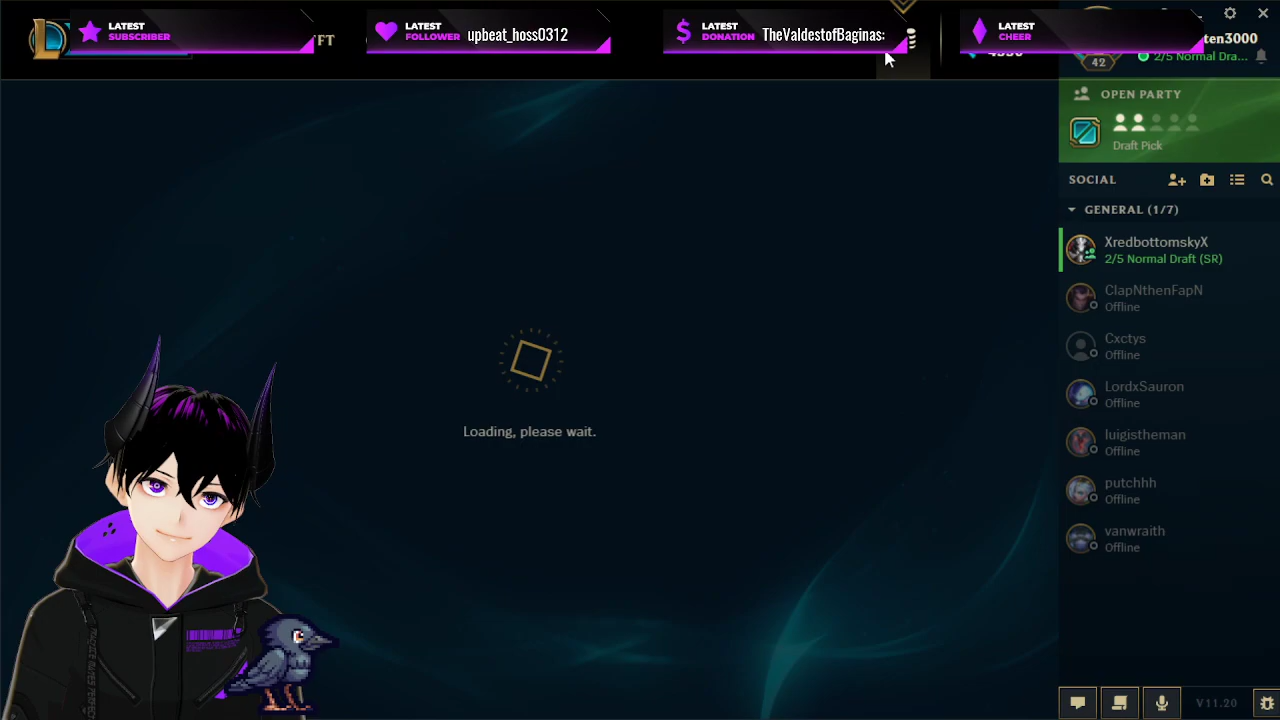 LATEST
SUBSCRIBER
FT
LATEST
FOLLOWER
upbeat_hoss0312
LATEST
DONATION
TheValdestofBaginas:
LATEST
CHEER
ten3000
42
2/5 Normal Dra...
OPEN PARTY
Draft Pick
SOCIAL
GENERAL (1/7)
XredbottomskyX
2/5 Normal Draft (SR)
ClapNthenFapN
Offline
Cxctys
Offline
LordxSauron
Offline
luigistheman
Offline
putchhh
Offline
vanwraith
Offline
Loading, please wait.
V11.20